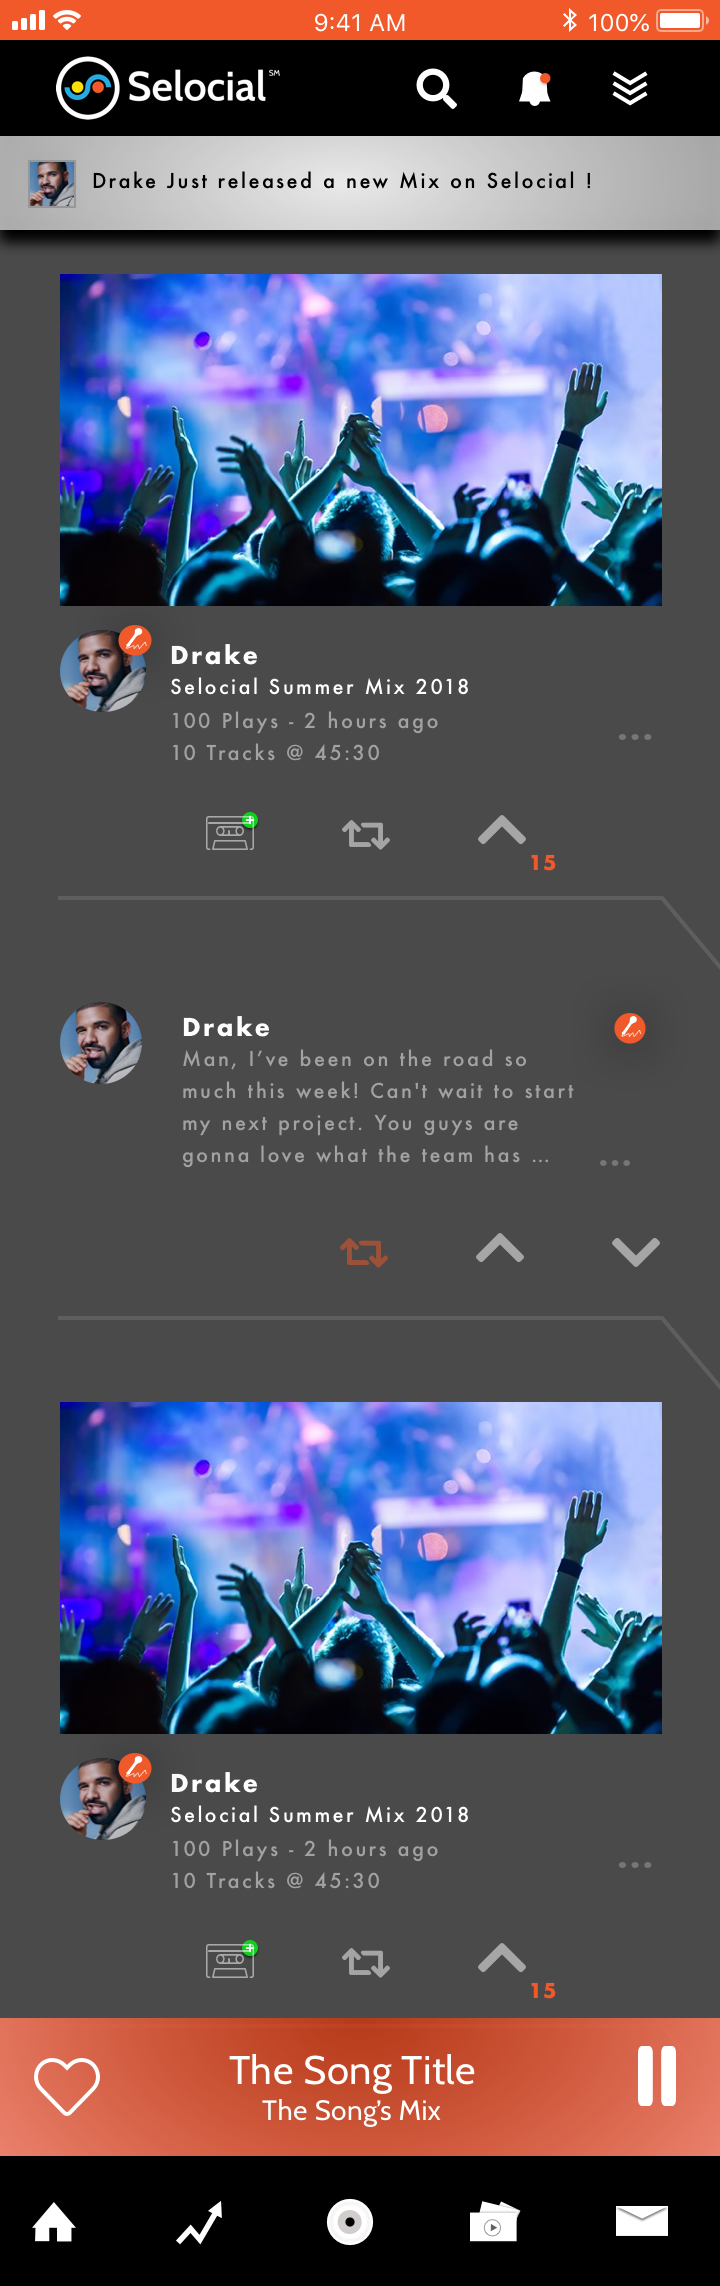 9:41 AM
100%
Selocial℠
Drake Just released a new Mix on Selocial !
Drake
Selocial Summer Mix 2018
100 Plays - 2 hours ago
10 Tracks @ 45:30
15
Drake
Man, I’ve been on the road so
much this week! Can't wait to start
my next project. You guys are
gonna love what the team has ...
Drake
Selocial Summer Mix 2018
100 Plays - 2 hours ago
10 Tracks @ 45:30
15
The Song Title
The Song’s Mix